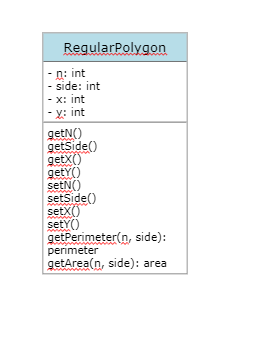 RegularPolygon
- n: int
- side: int
- x: int
- y: int
getN()
getSide()
getX()
getY()
setN()
setSide()
setX()
setY()
getPerimeter(n, side):
perimeter
getArea(n, side): area